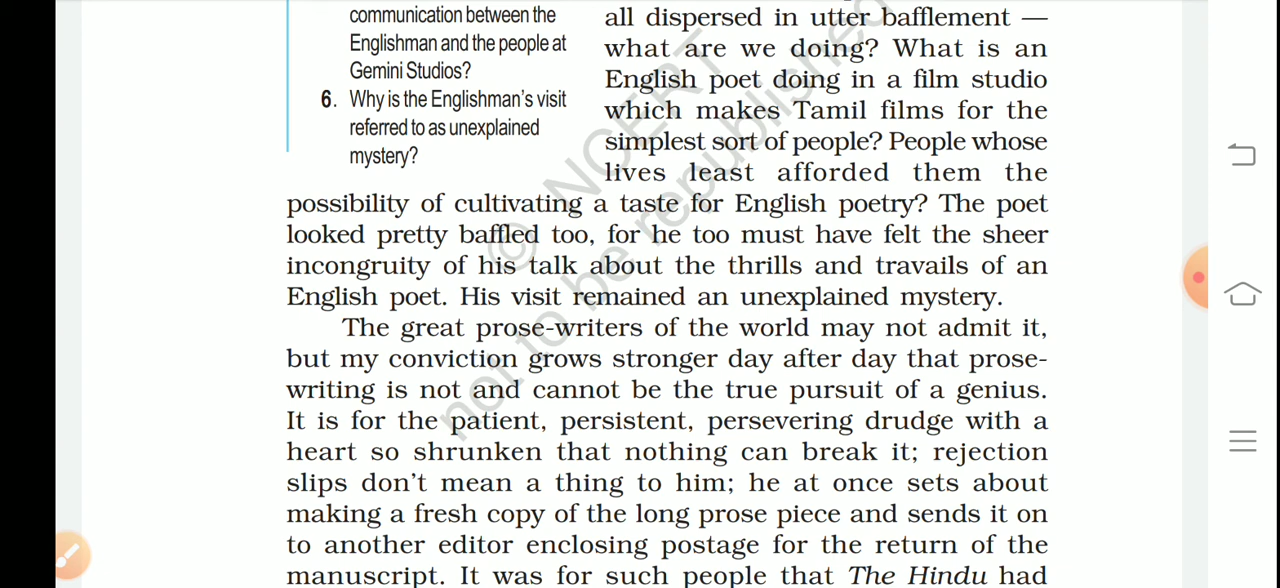 communication between the
Englishman and the people at
Gemini Studios?
6. Why is the Englishman's visit
referred to as unexplained
mystery?
all dispersed in utter bafflement —
what are we doing? What is an
English poet doing in a film studio
which makes Tamil films for the
simplest sort of people? People whose
lives least afforded them the
possibility of cultivating a taste for English poetry? The poet
looked pretty baffled too, for he too must have felt the sheer
incongruity of his talk about the thrills and travails of an
English poet. His visit remained an unexplained mystery.
The great prose-writers of the world may not admit it,
but my conviction grows stronger day after day that prose-
writing is not and cannot be the true pursuit of a genius.
It is for the patient, persistent, persevering drudge with a
heart so shrunken that nothing can break it; rejection
slips don't mean a thing to him; he at once sets about
making a fresh copy of the long prose piece and sends it on
to another editor enclosing postage for the return of the
manuscript. It was for such people that The Hindu had
© NCERT
not to be republished